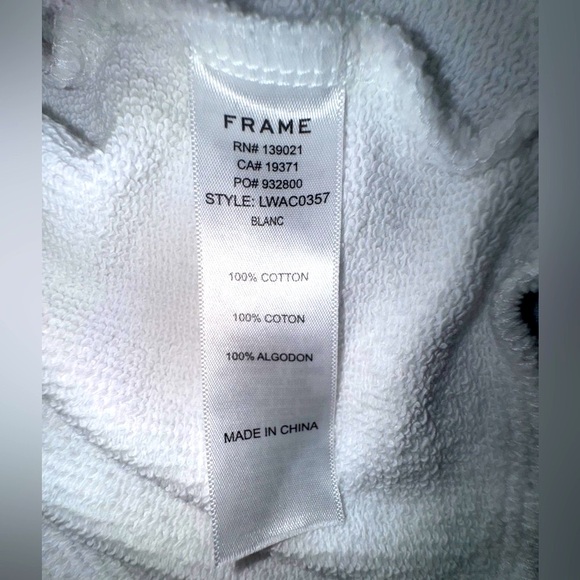 FRAME
RN# 139021
CA# 19371
PO# 932800
STYLE: LWAC0357
BLANC
100% COTTON
100% COTON
100% ALGODON
MADE IN CHINA